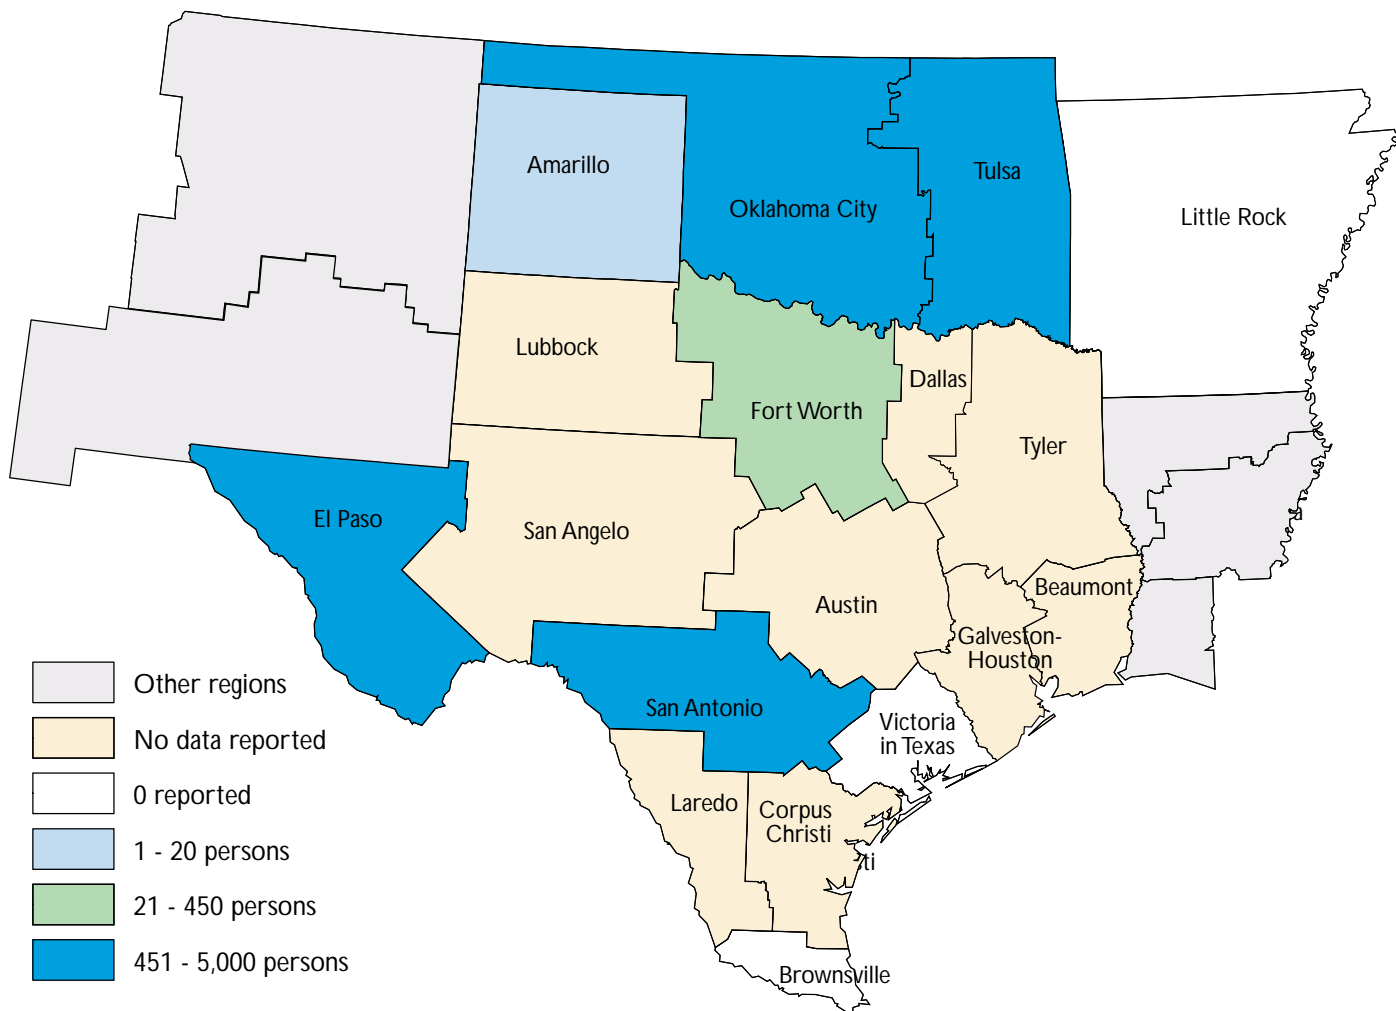 Amarillo
Oklahoma City
Tulsa
Little Rock
Lubbock
Dallas
Fort Worth
Tyler
El Paso
San Angelo
Austin
Beaumont
Galveston-
Houston
San Antonio
Victoria
in Texas
Laredo
Corpus
Christi
Brownsville
Other regions
No data reported
0 reported
1 - 20 persons
21 - 450 persons
451 - 5,000 persons